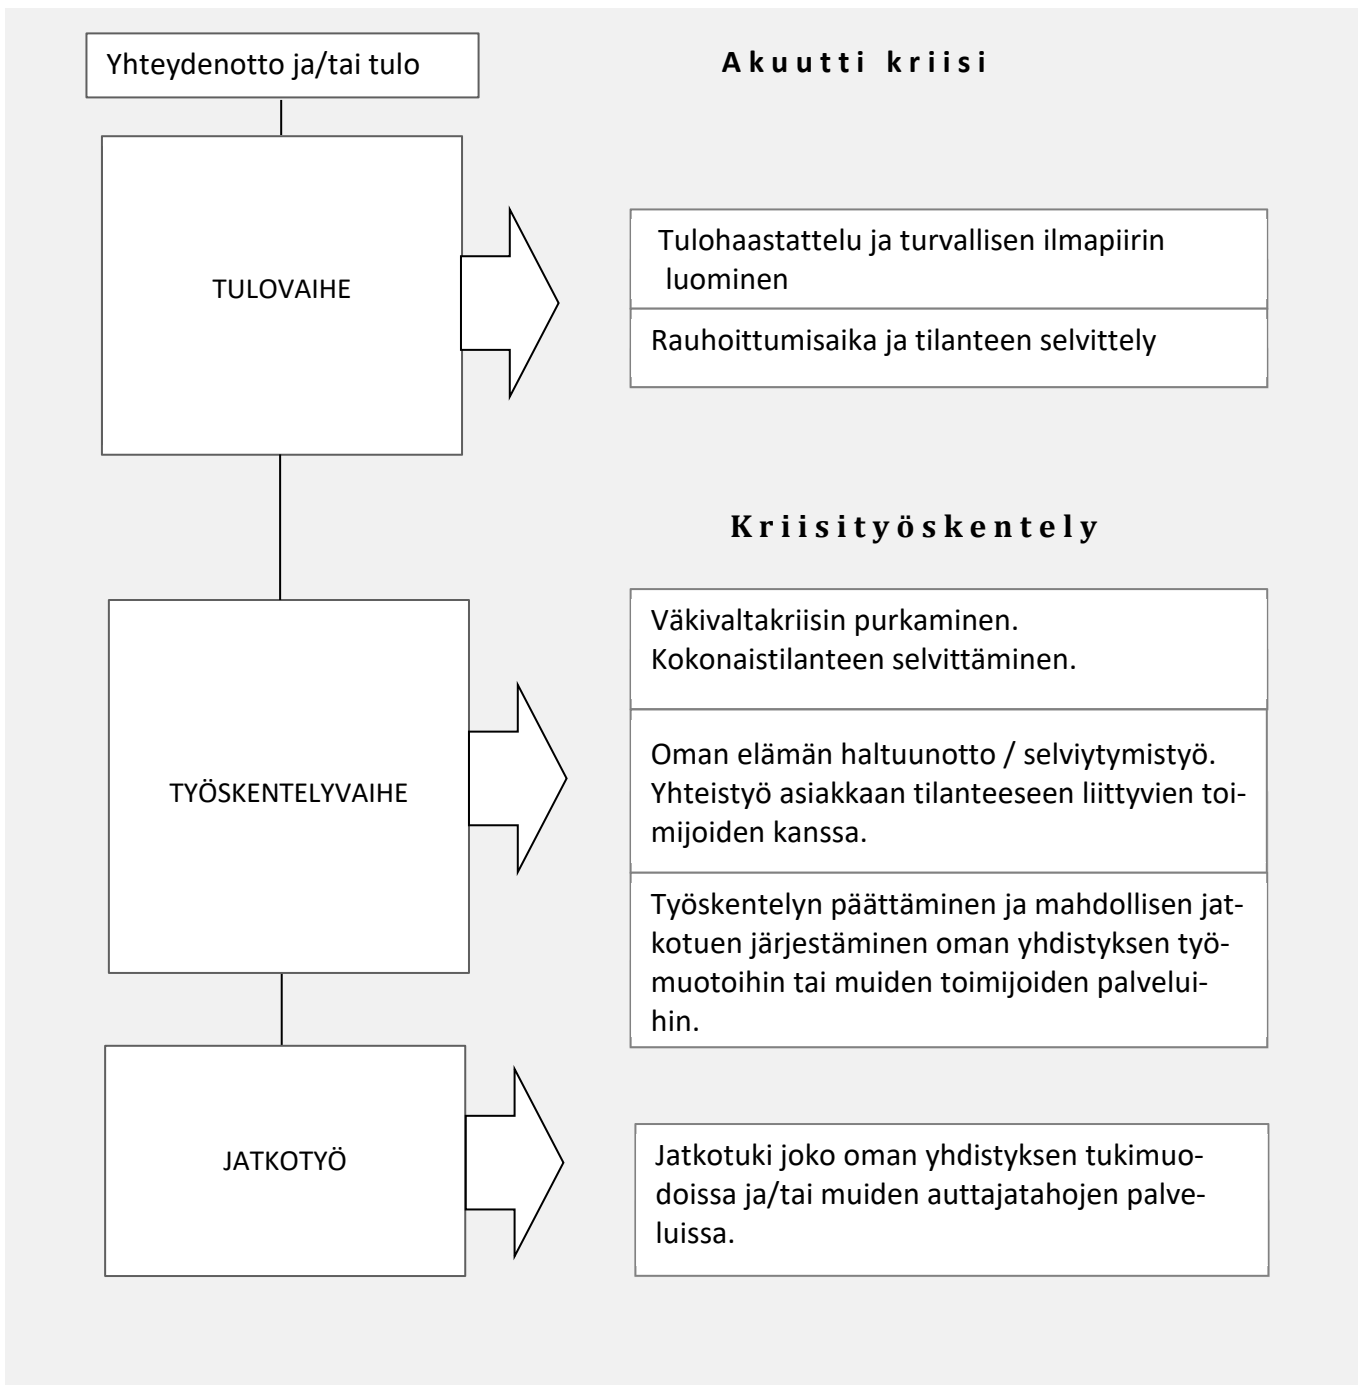 Yhteydenotto ja/tai tulo
Akuutti kriisi
TULOVAIHE
Tulohaastattelu ja turvallisen ilmapiirin
luominen
Rauhoittumisaika ja tilanteen selvittely
Kriisityöskentely
TYÖSKENTELYVAIHE
Väkivaltakriisin purkaminen.
Kokonaistilanteen selvittäminen.
Oman elämän haltuunotto / selviytymistyö.
Yhteistyö asiakkaan tilanteeseen liittyvien toi-
mijoiden kanssa.
Työskentelyn päättäminen ja mahdollisen jat-
kotuen järjestäminen oman yhdistyksen työ-
muotoihin tai muiden toimijoiden palvelui-
hin.
JATKOTYÖ
Jatkotuki joko oman yhdistyksen tukimuo-
doissa ja/tai muiden auttajatahojen palve-
luissa.